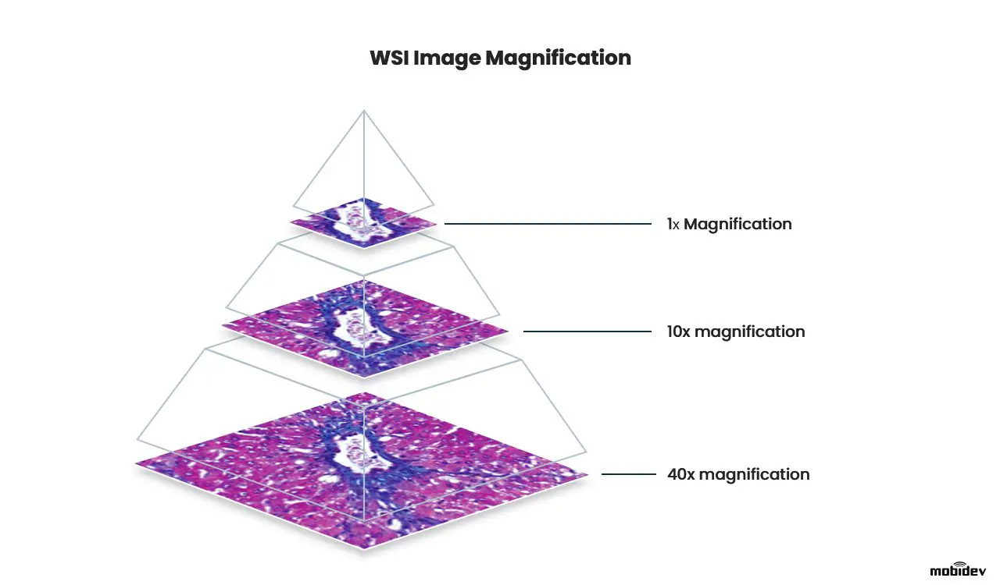 WSI Image Magnification
1x Magnification
10x magnification
40x magnification
mobidev